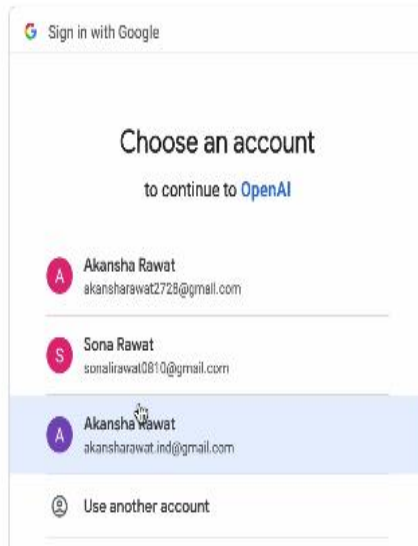 Sign in with Google
Choose an account
to continue to OpenAI
A
Akansha Rawat
akansharawat2728@gmail.com
S
Sona Rawat
sonalirawat0810@gmail.com
A
Akansha Rawat
akansharawat.ind@gmail.com
Use another account